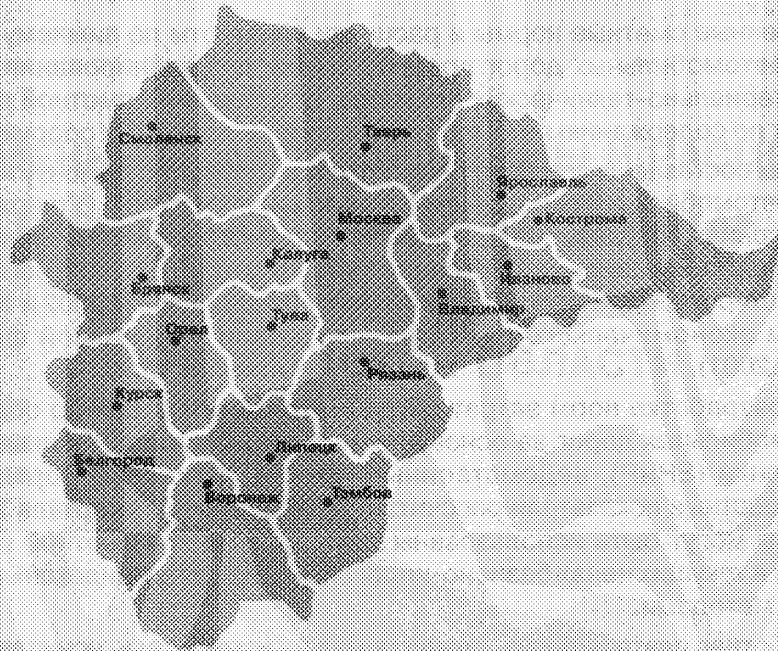 Тверь
Смоленск
Ярославль
Москва
Кострома
Калуга
Иваново
Брянск
Владимир
Тула
Орел
Рязань
Курск
Липецк
Белгород
Тамбов
Воронеж